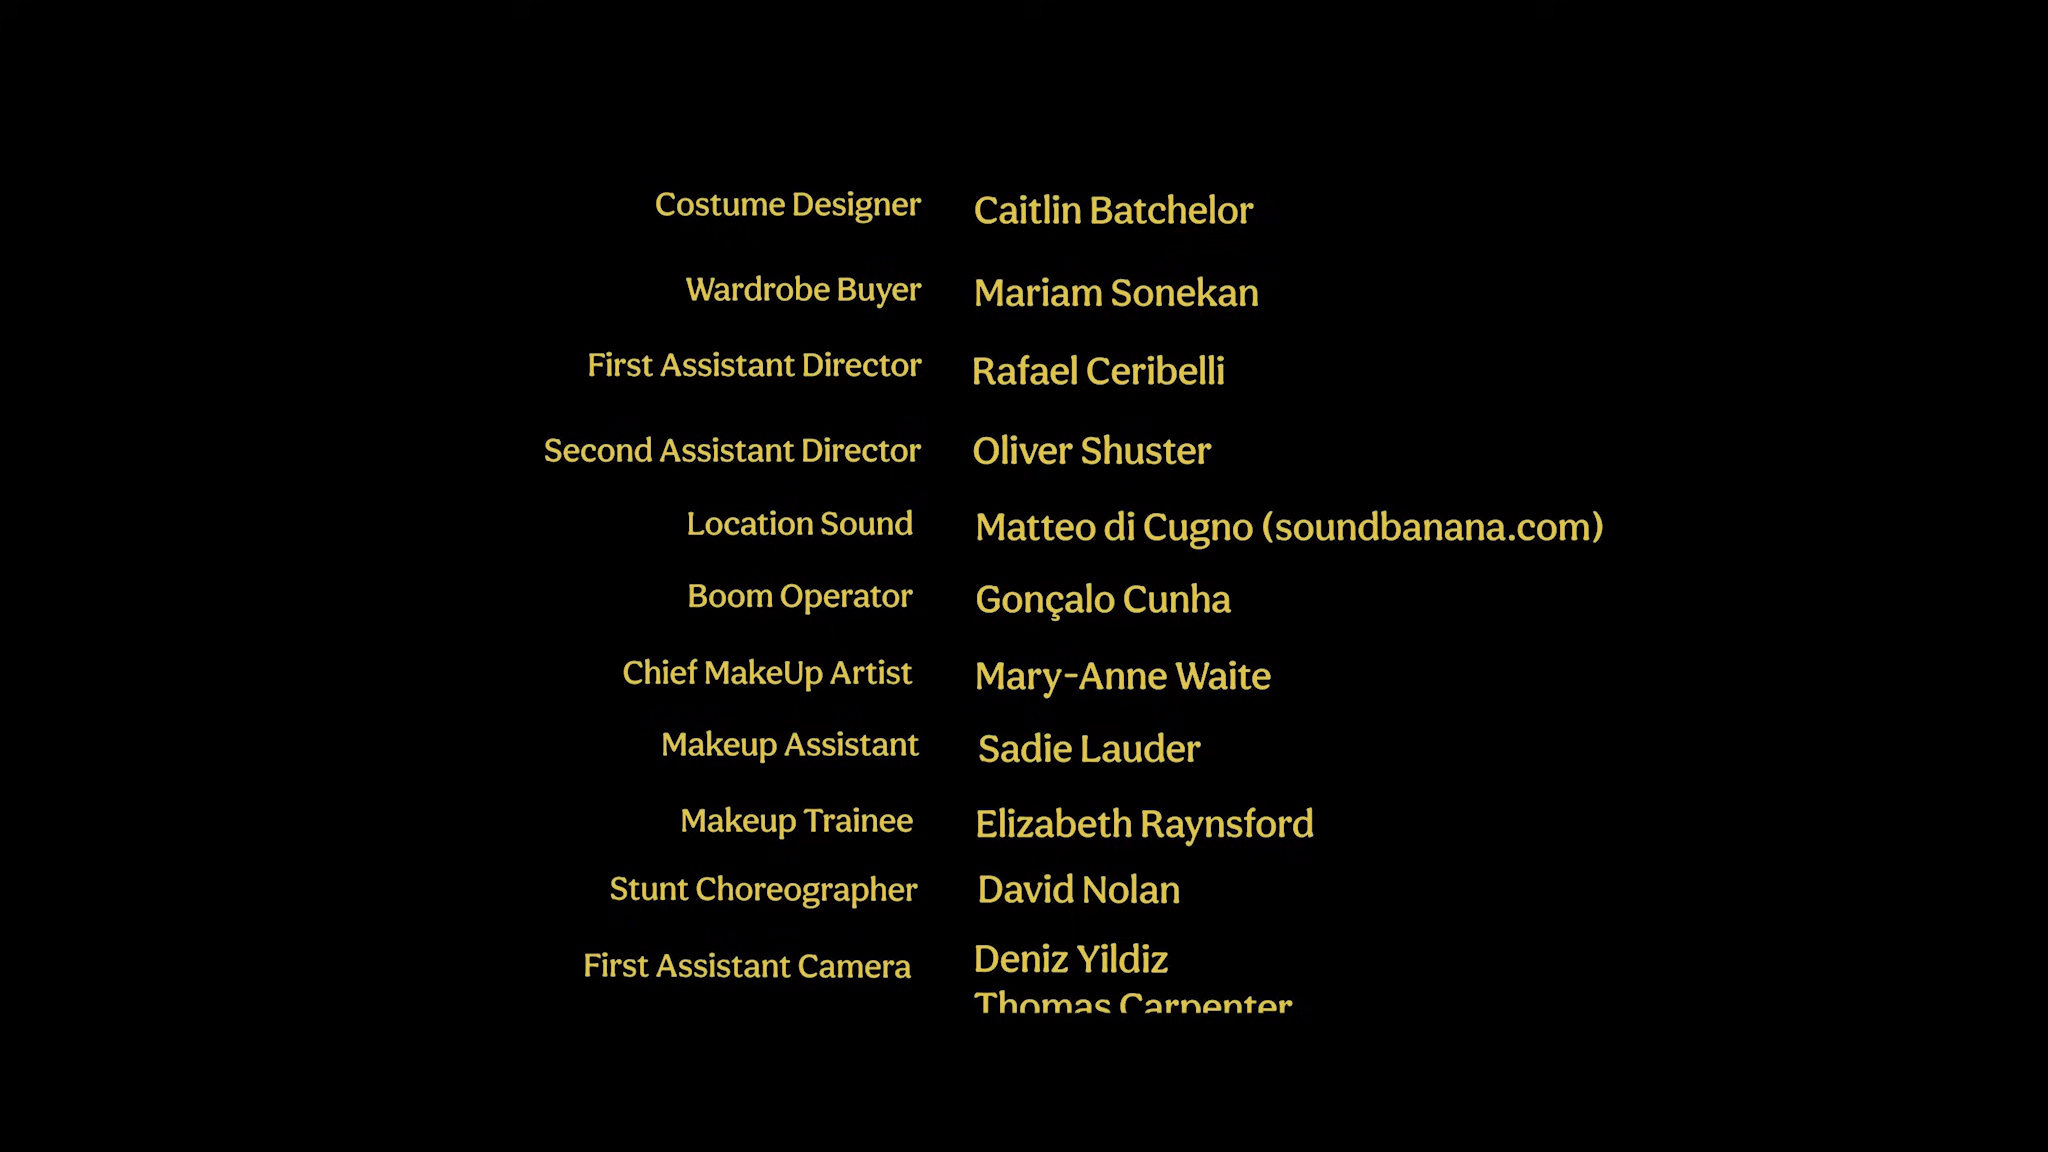 Costume Designer Caitlin Batchelor
Wardrobe Buyer Mariam Sonekan
First Assistant Director Rafael Ceribelli
Second Assistant Director Oliver Shuster
Location Sound Matteo di Cugno (soundbanana.com)
Boom Operator Gonçalo Cunha
Chief MakeUp Artist Mary-Anne Waite
Makeup Assistant Sadie Lauder
Makeup Trainee Elizabeth Raynsford
Stunt Choreographer David Nolan
First Assistant Camera Deniz Yildiz
Thomas Carpenter